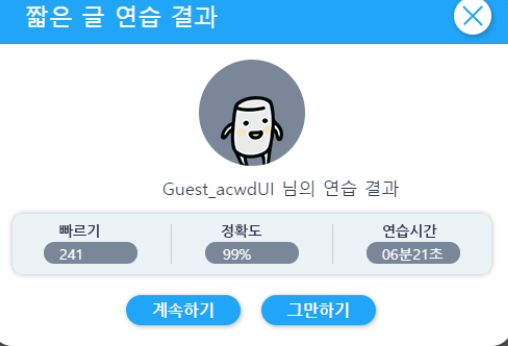 짧은 글 연습 결과
Guest_acwdUI 님의 연습 결과
빠르기 정확도 연습시간
241 99% 06분21초
계속하기 그만하기